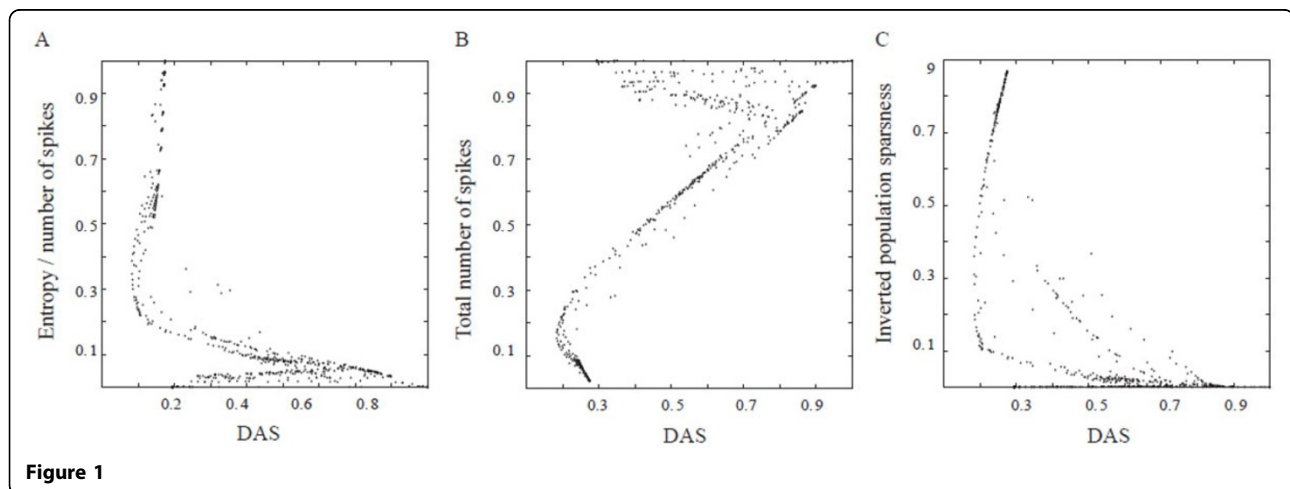 A
Entropy / number of spikes
0.9
0.7
0.5
0.3
0.1
0.2 0.4 0.6 0.8
DAS
B
Total number of spikes
0.9
0.7
0.5
0.3
0.1
0.3 0.5 0.7 0.9
DAS
C
Inverted population sparsness
9
0.7
0.5
0.3
0.1
0.3 0.5 0.7 0.9
DAS
Figure 1